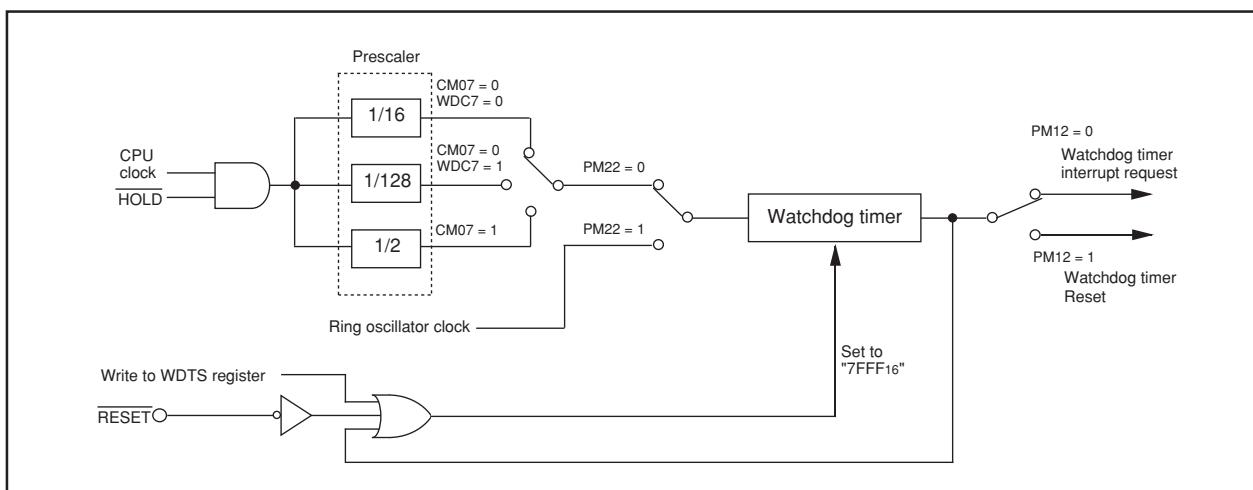 Prescaler
CM07 = 0
WDC7 = 0
1/16
CM07 = 0
WDC7 = 1
1/128
CM07 = 1
1/2
CPU
clock
HOLD
PM22 = 0
PM22 = 1
Ring oscillator clock
Watchdog timer
PM12 = 0
Watchdog timer
interrupt request
PM12 = 1
Watchdog timer
Reset
Set to
"7FFF16"
Write to WDTS register
RESET